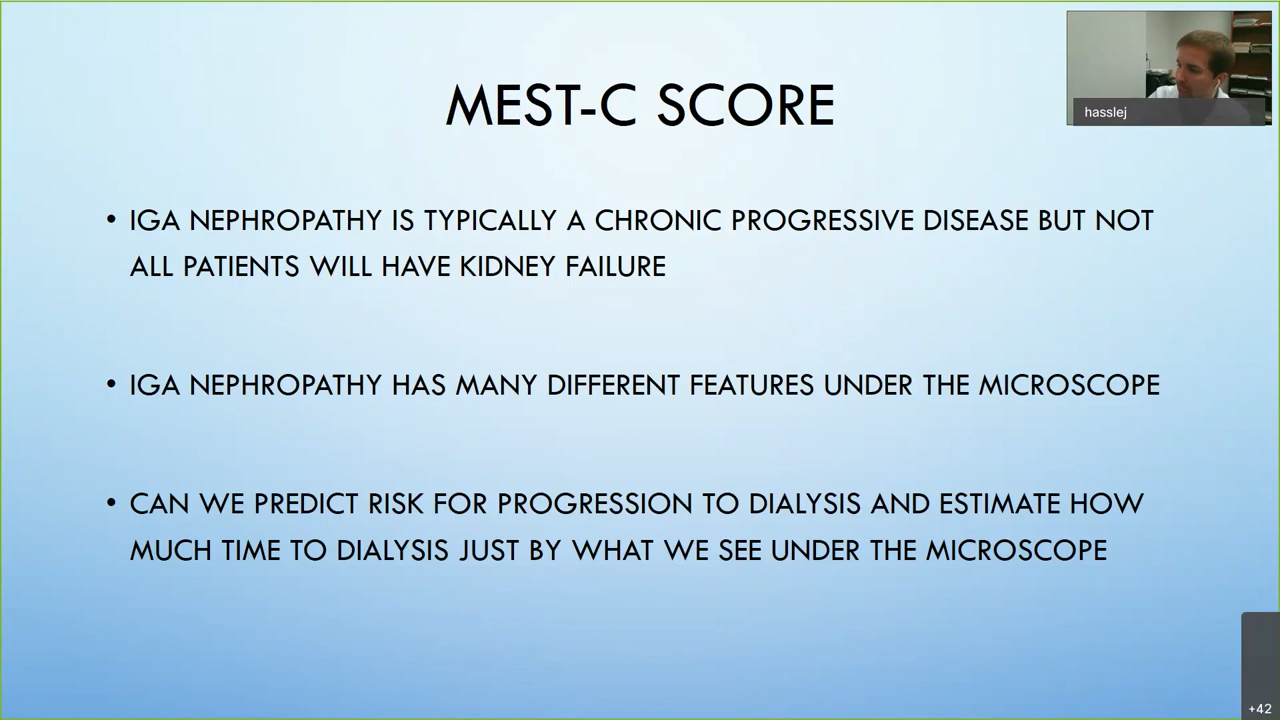 MEST-C SCORE
hasslej
• IGA NEPHROPATHY IS TYPICALLY A CHRONIC PROGRESSIVE DISEASE BUT NOT
ALL PATIENTS WILL HAVE KIDNEY FAILURE
• IGA NEPHROPATHY HAS MANY DIFFERENT FEATURES UNDER THE MICROSCOPE
• CAN WE PREDICT RISK FOR PROGRESSION TO DIALYSIS AND ESTIMATE HOW
MUCH TIME TO DIALYSIS JUST BY WHAT WE SEE UNDER THE MICROSCOPE
+42